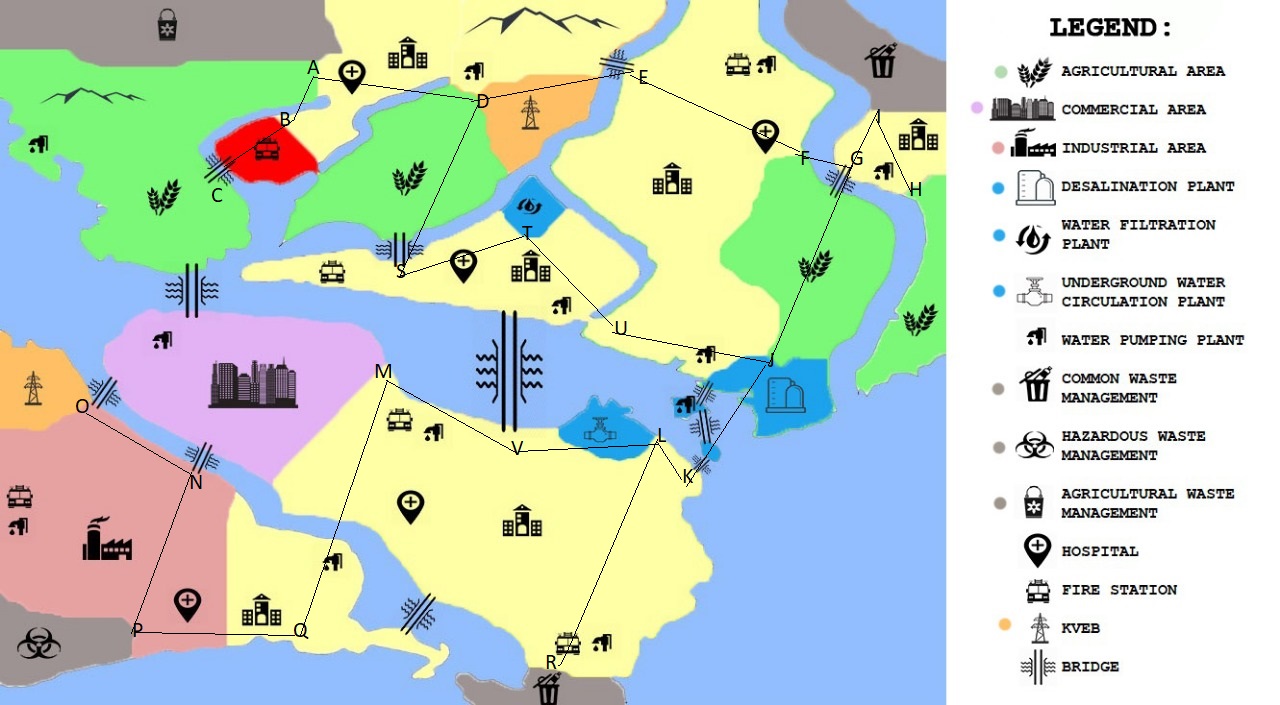 A
B
C
D
E
F
G
I
H
S
T
U
J
M
O
V
L
K
N
P
Q
R
LEGEND:
AGRICULTURAL AREA
COMMERCIAL AREA
INDUSTRIAL AREA
DESALINATION PLANT
WATER FILTRATION
PLANT
UNDERGROUND WATER
CIRCULATION PLANT
WATER PUMPING PLANT
COMMON WASTE
MANAGEMENT
HAZARDOUS WASTE
MANAGEMENT
AGRICULTURAL WASTE
MANAGEMENT
HOSPITAL
FIRE STATION
KVEB
BRIDGE